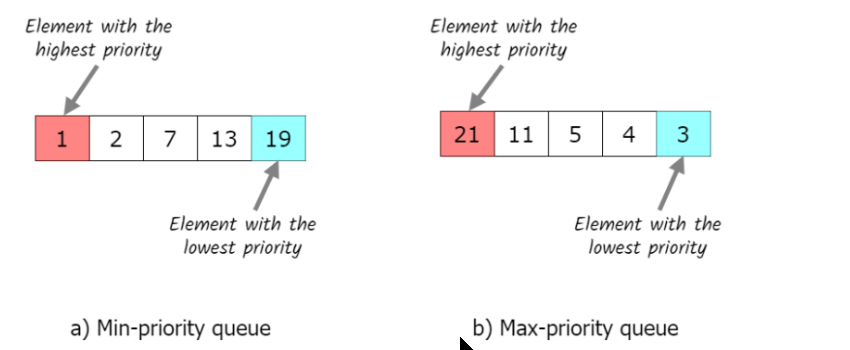 Element with the
highest priority
1 2 7 13 19
Element with the
lowest priority
a) Min-priority queue
Element with the
highest priority
21 11 5 4 3
Element with the
lowest priority
b) Max-priority queue